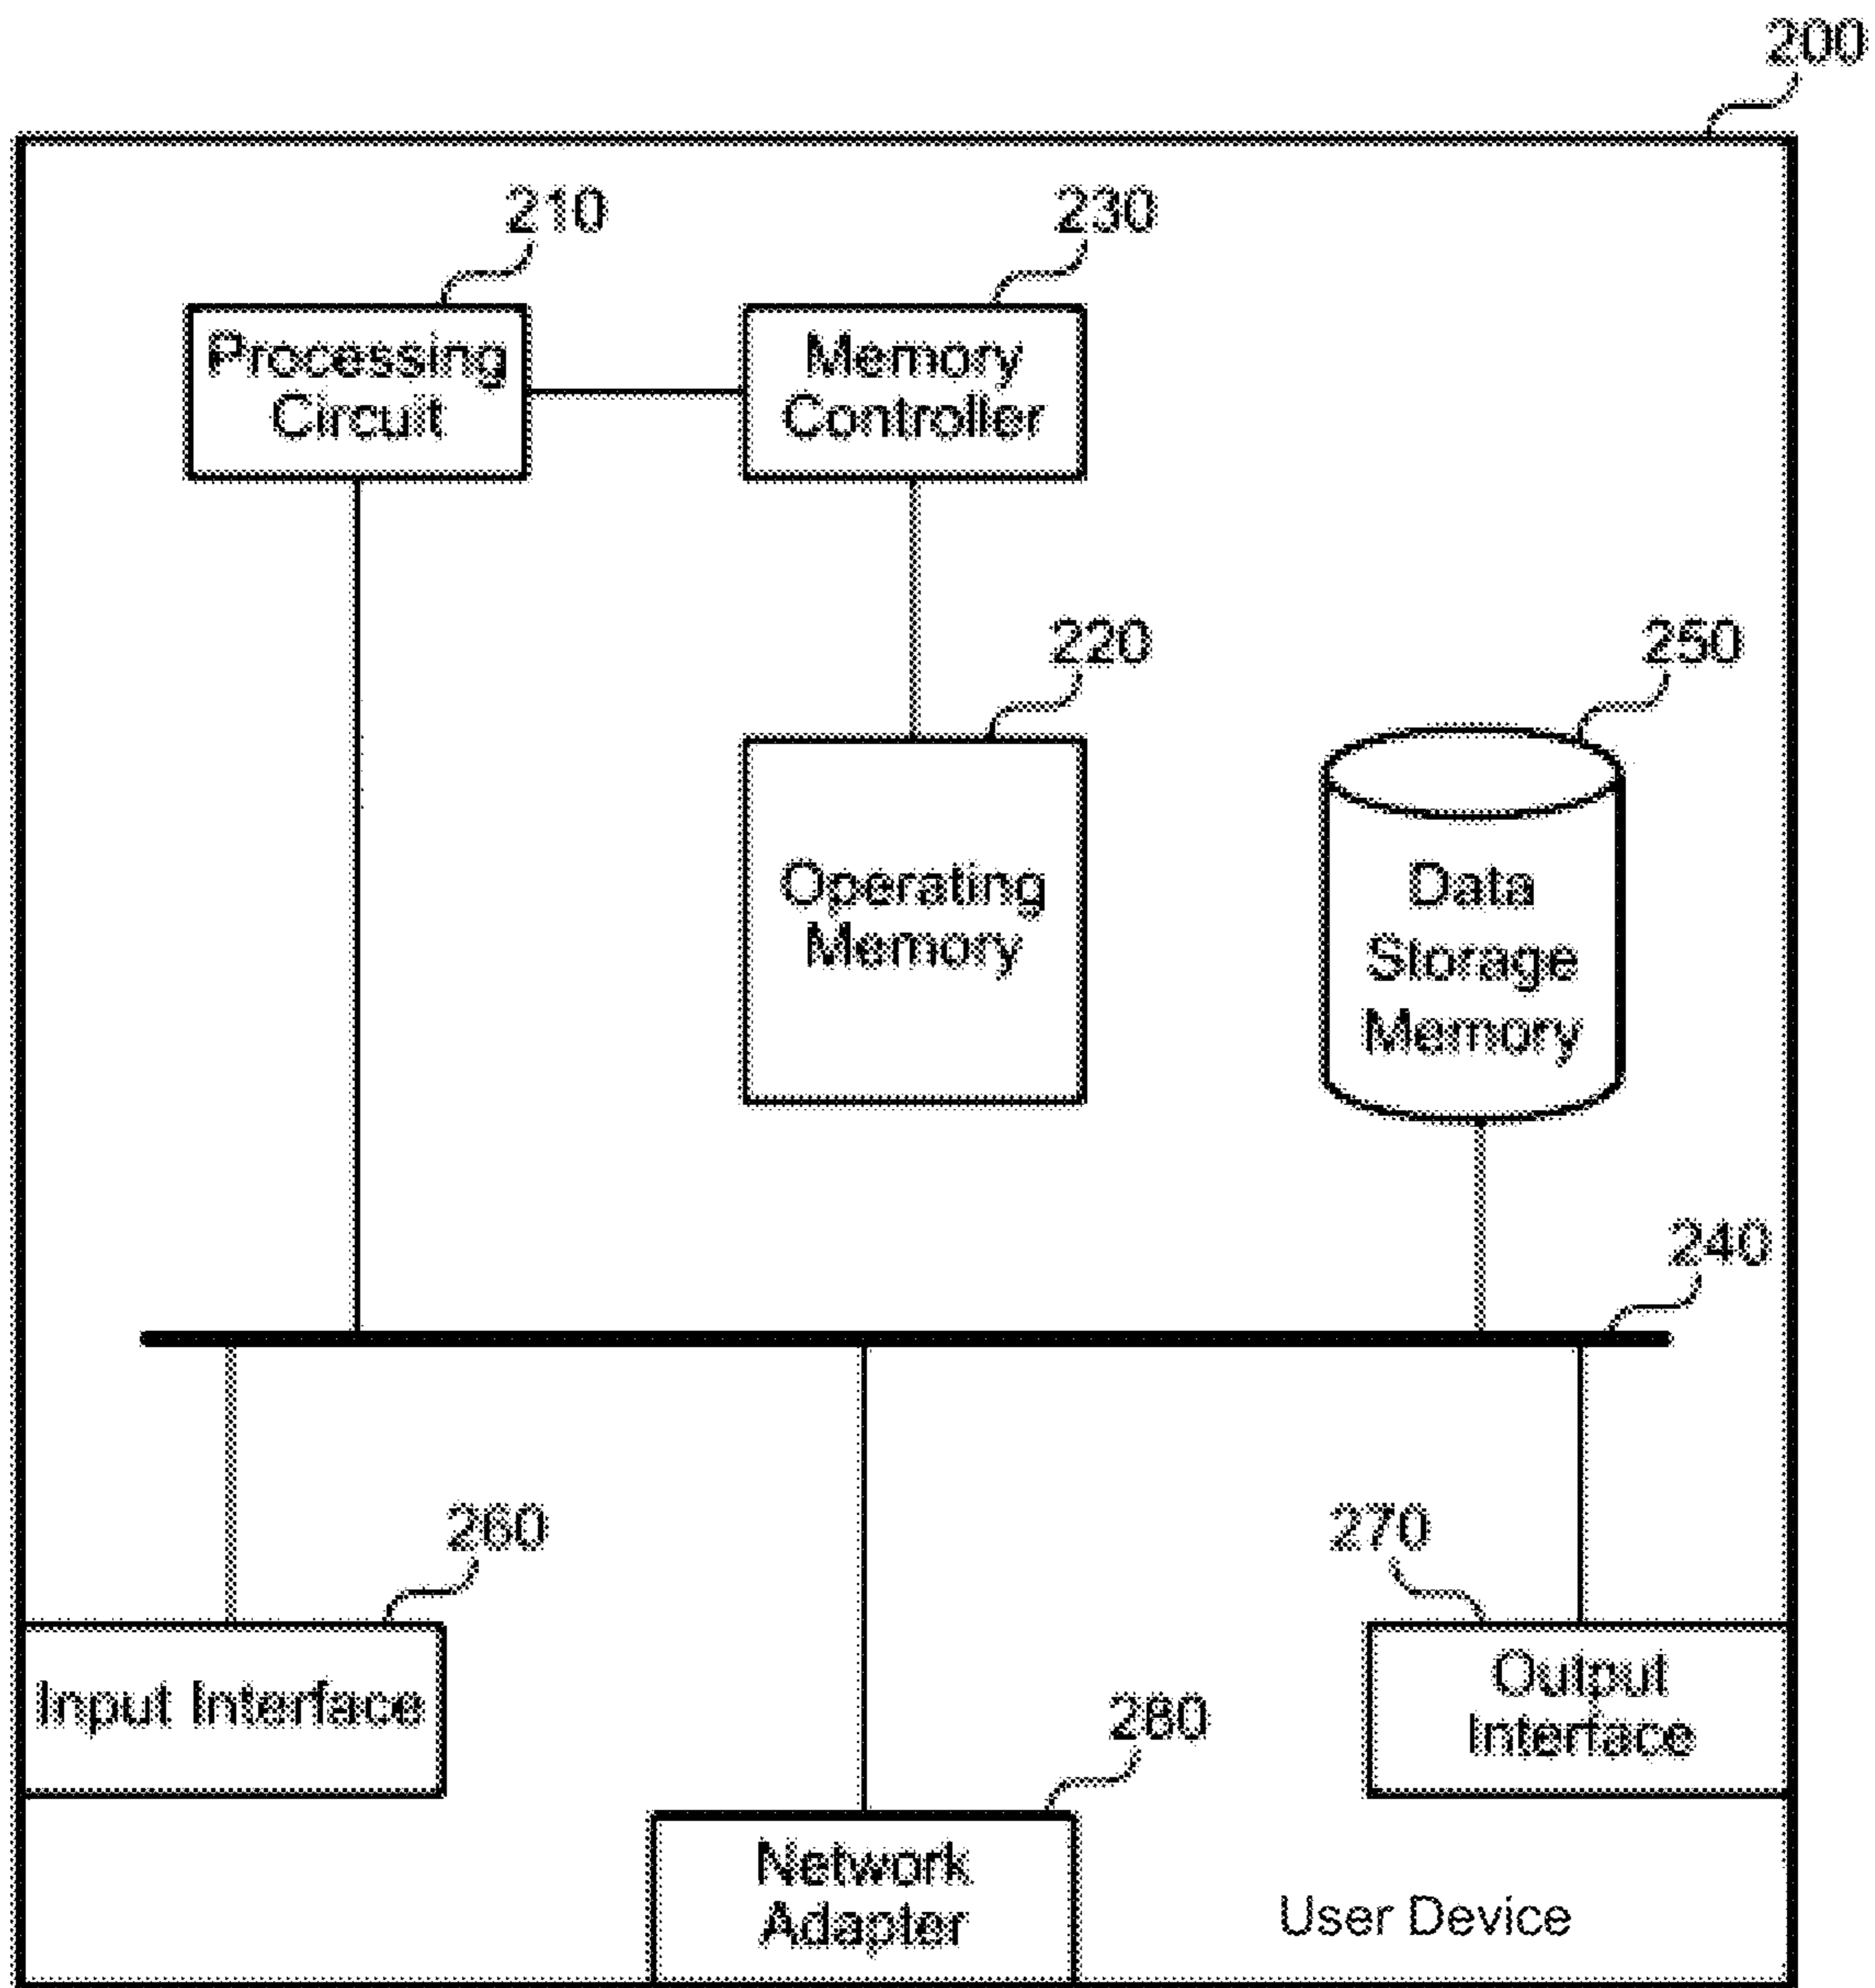 200
210
230
Processing
Circuit
Memory
Controller
220
250
Operating
Memory
Data
Storage
Memory
240
260
270
Input Interface
Output
Interface
280
Network
Adapter
User Device